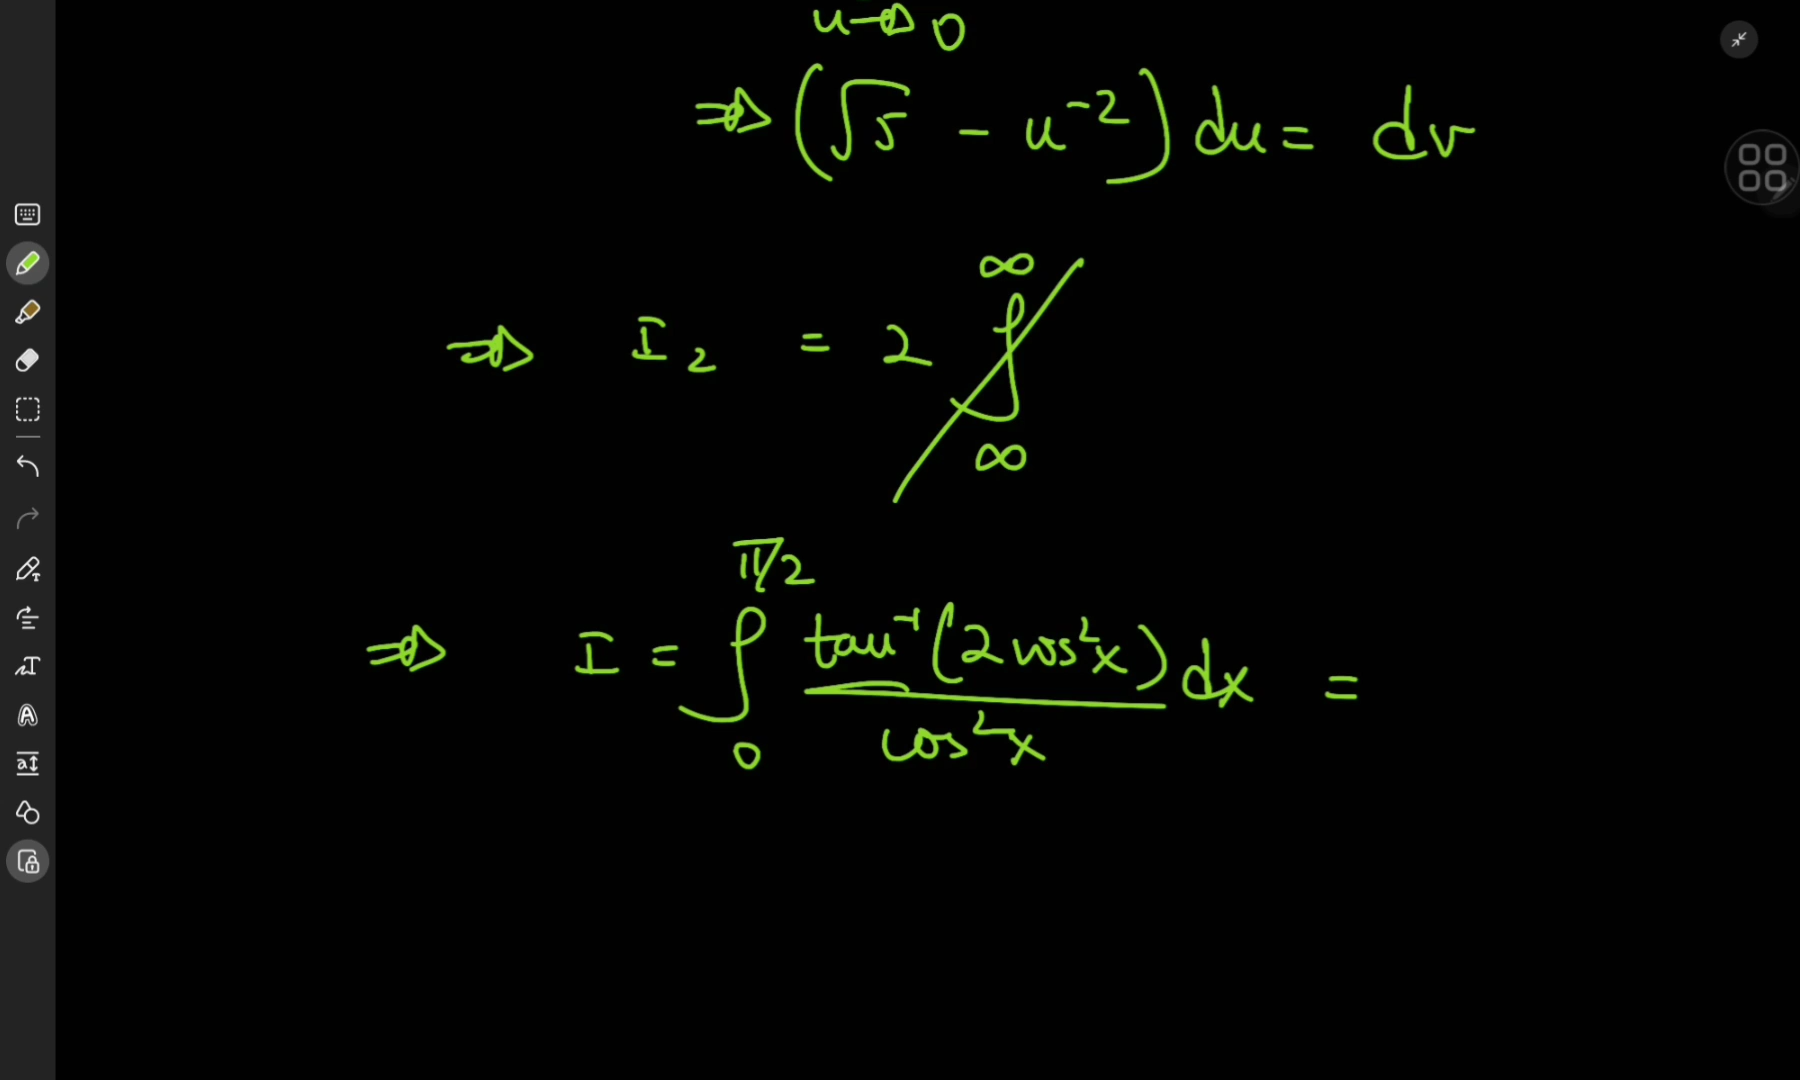 u→0
⇒ (√5 - u⁻²) du = dv
⇒ I₂ = 2 ∫_∞^∞
⇒ I = ∫_0^{π/2} tan⁻¹(2cos²x)/cos²x dx =